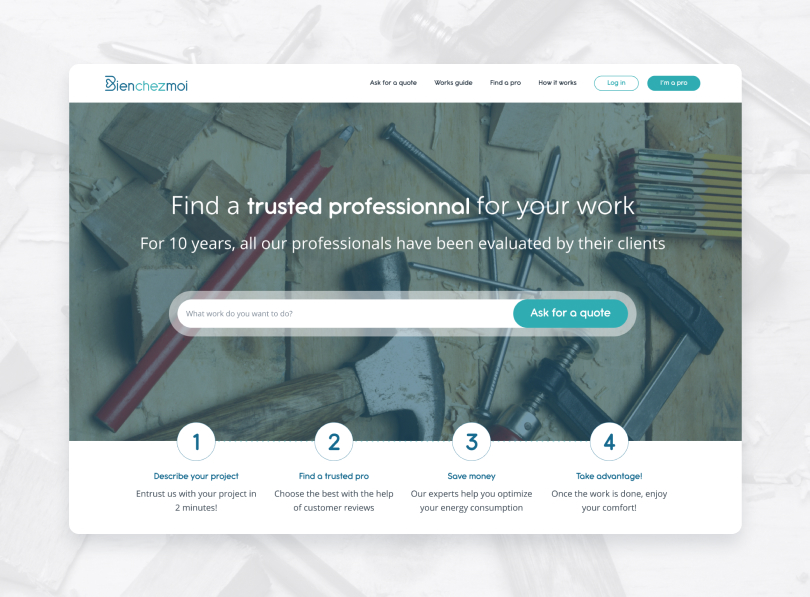 Bienchezmoi
Ask for a quote Works guide Find a pro How it works Log in I'm a pro
Find a trusted professionnal for your work
For 10 years, all our professionals have been evaluated by their clients
What work do you want to do? Ask for a quote
1 2 3 4
Describe your project
Entrust us with your project in
2 minutes!
Find a trusted pro
Choose the best with the help
of customer reviews
Save money
Our experts help you optimize
your energy consumption
Take advantage!
Once the work is done, enjoy
your comfort!